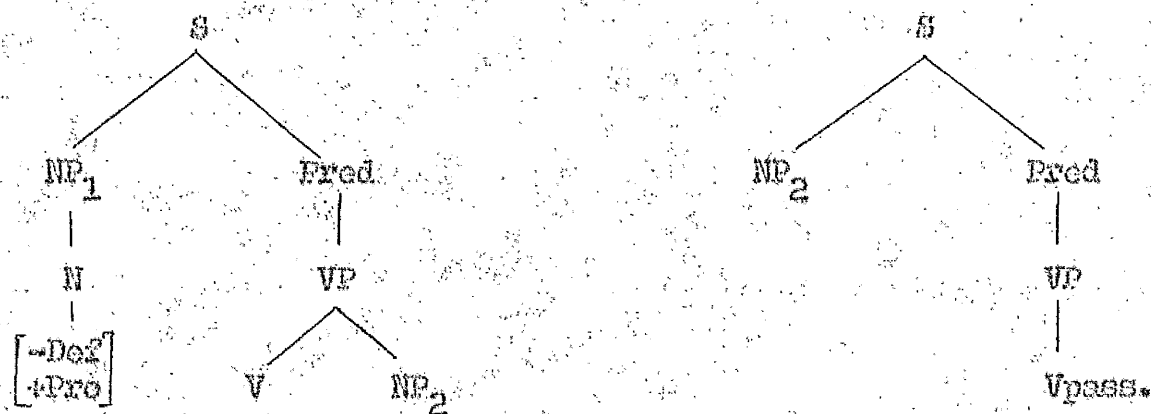 S S
NP1 Pred NP2 Pred
N VP VP
[-Def
+Pro] V NP2 Vpass.